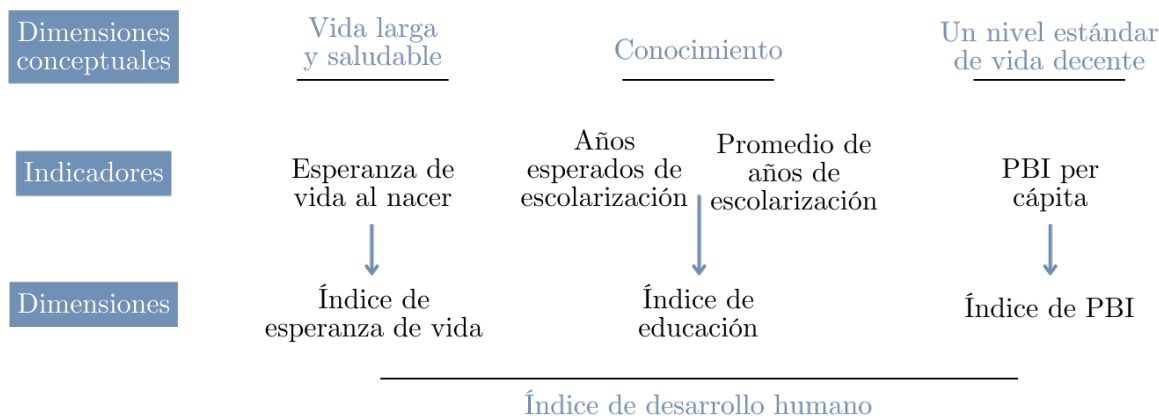 Dimensiones
conceptuales
Vida larga
y saludable
Conocimiento
Un nivel estándar
de vida decente
Indicadores
Esperanza de
vida al nacer
Años
esperados de
escolarización
Promedio de
años de
escolarización
PBI per
cápita
Dimensiones
Índice de
esperanza de vida
Índice de
educación
Índice de PBI
Índice de desarrollo humano